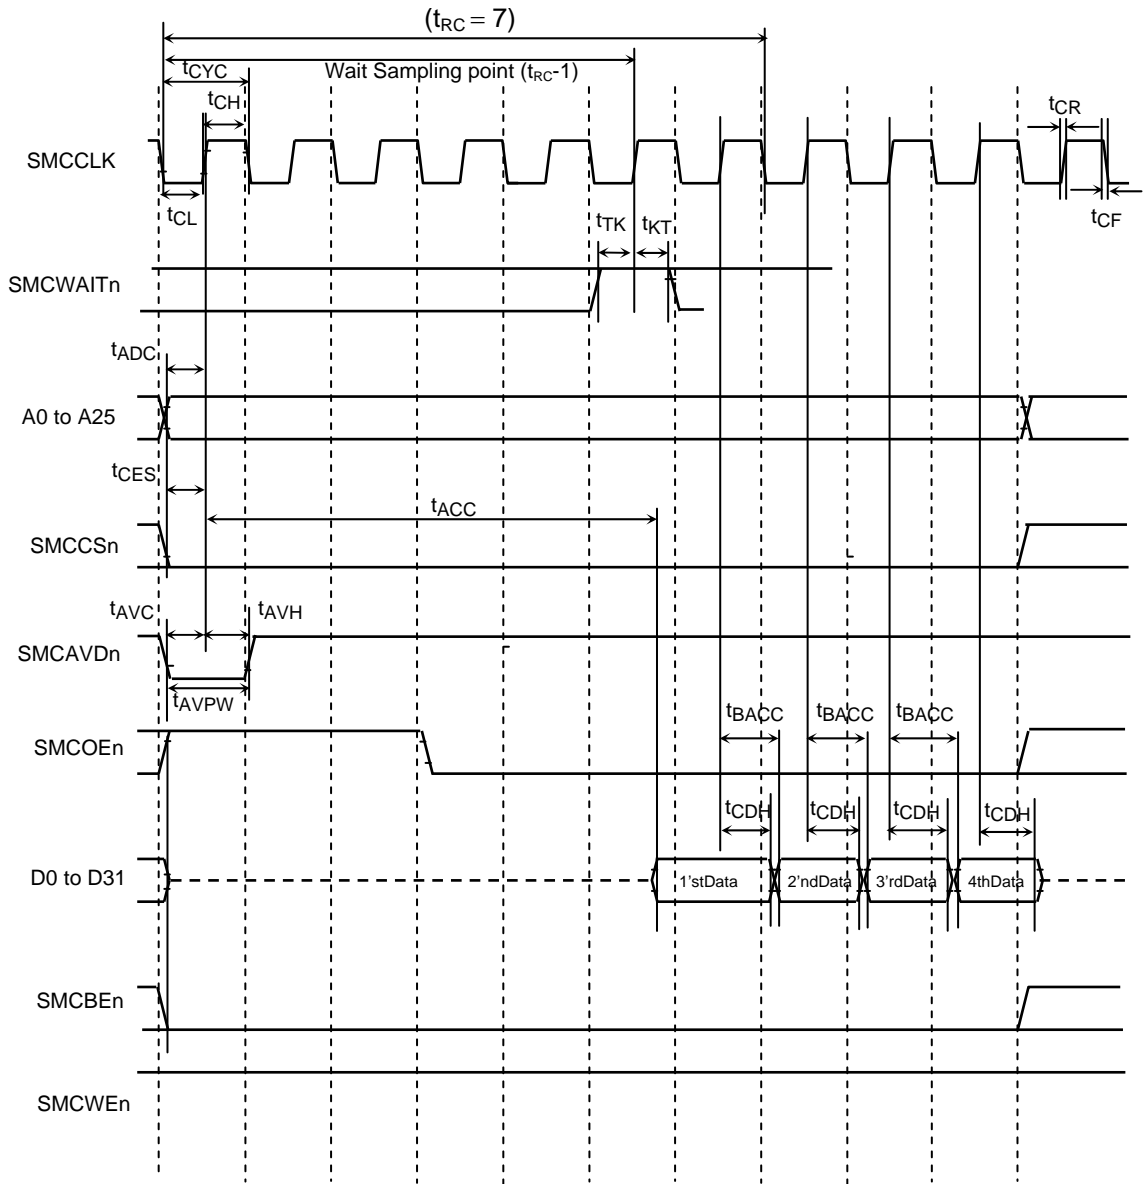 (tRC = 7)
Wait Sampling point (tRC-1)
tCYC
tCH
tCR
SMCCLK
tCL
tCF
tTK
tKT
SMCWAITn
tADC
A0 to A25
tCES
tACC
SMCCSn
tAVC
tAVH
SMCAVDn
tAVPW
tBACC
tBACC
tBACC
SMCOEn
tCDH
tCDH
tCDH
tCDH
D0 to D31
1'stData
2'ndData
3'rdData
4thData
SMCBEn
SMCWEn